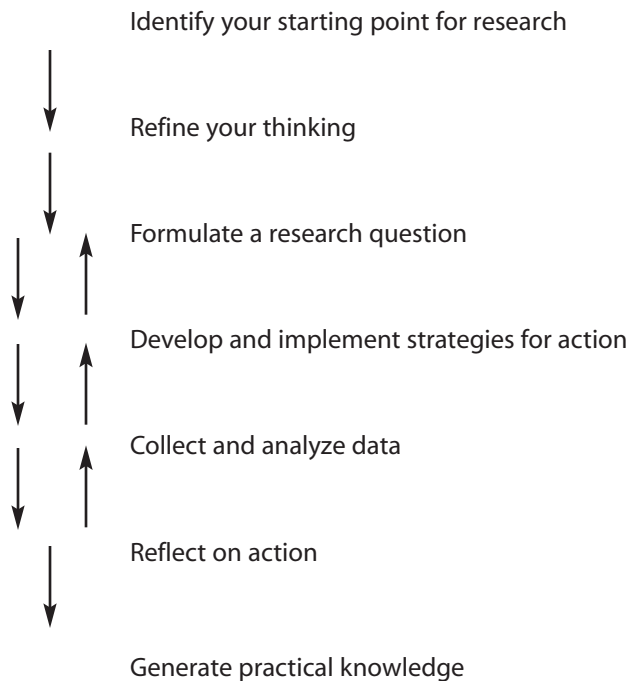 Identify your starting point for research
Refine your thinking
Formulate a research question
Develop and implement strategies for action
Collect and analyze data
Reflect on action
Generate practical knowledge